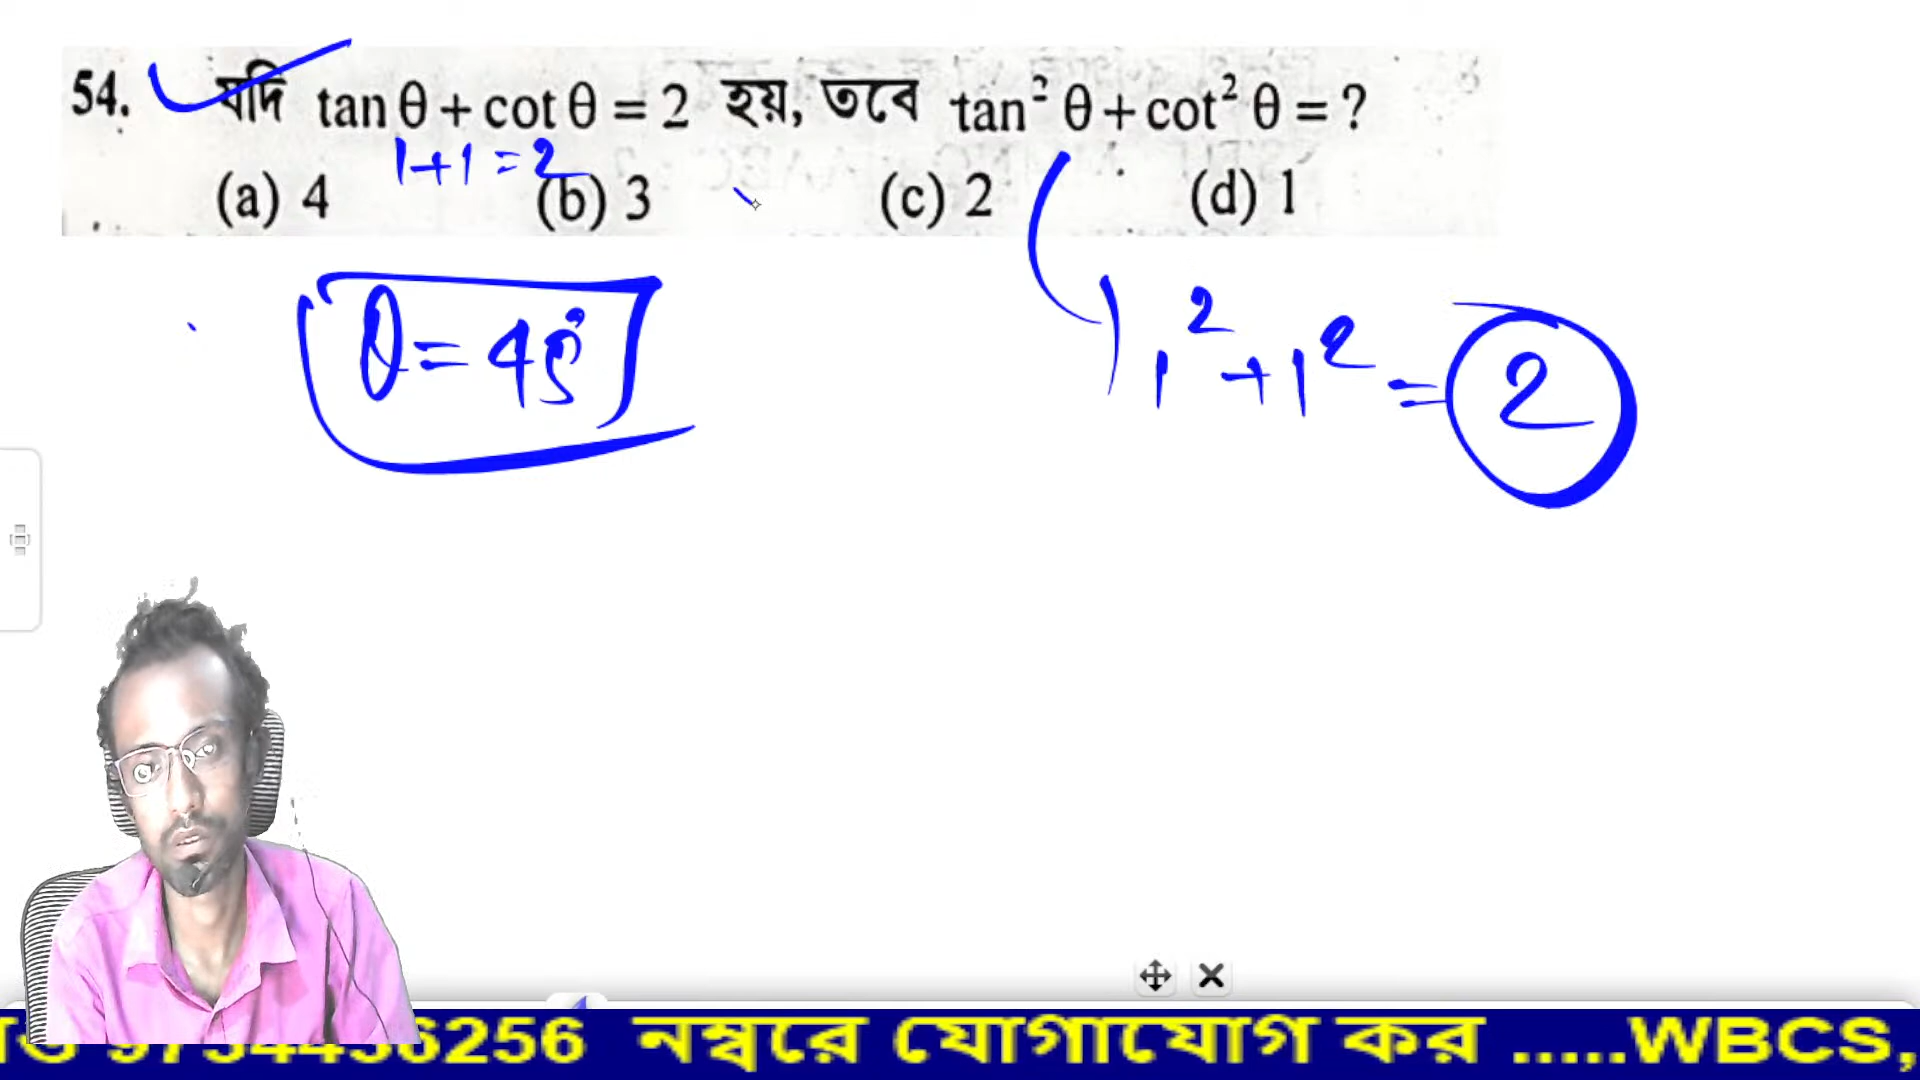 54. যদি tan θ + cot θ = 2 হয়, তবে tan² θ + cot² θ = ?
1+1=2
(a) 4 (b) 3 (c) 2 (d) 1
θ = 45°
1² + 1² = 2
6256 নম্বরে যোগাযোগ কর .....WBCS,